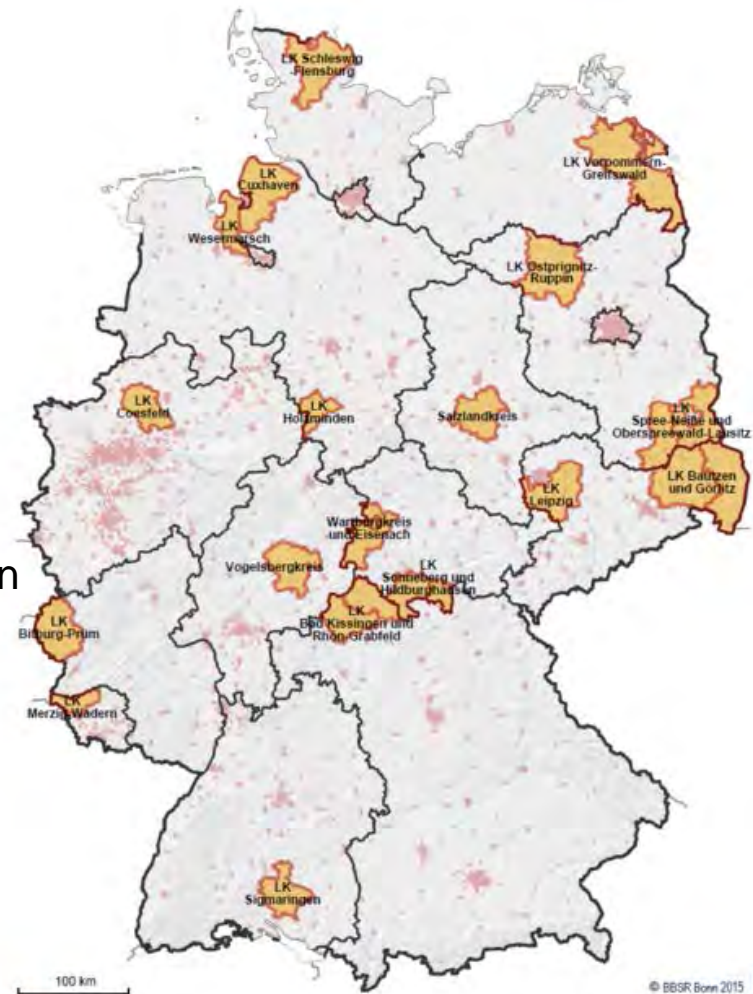 LK Schleswig
-Flensburg
LK Vorpommern-
Greifswald
LK
Cuxhaven
LK
Wesermarsch
LK Ostprignitz-
Ruppin
LK
Coesfeld
LK
Holzminden
Salzlandkreis
LK
Spree-Neiße und
Oberspreewald-Lausitz
LK Bautzen
und Görlitz
LK
Leipzig
Wartburgkreis
und Eisenach
Vogelsbergkreis
LK
Sonneberg und
Hildburghausen
n
LK
Bad Kissingen und
Rhön-Grabfeld
LK
Bitburg-Prüm
LK
Merzig-Wadern
LK
Sigmaringen
100 km
© BBSR Bonn 2015